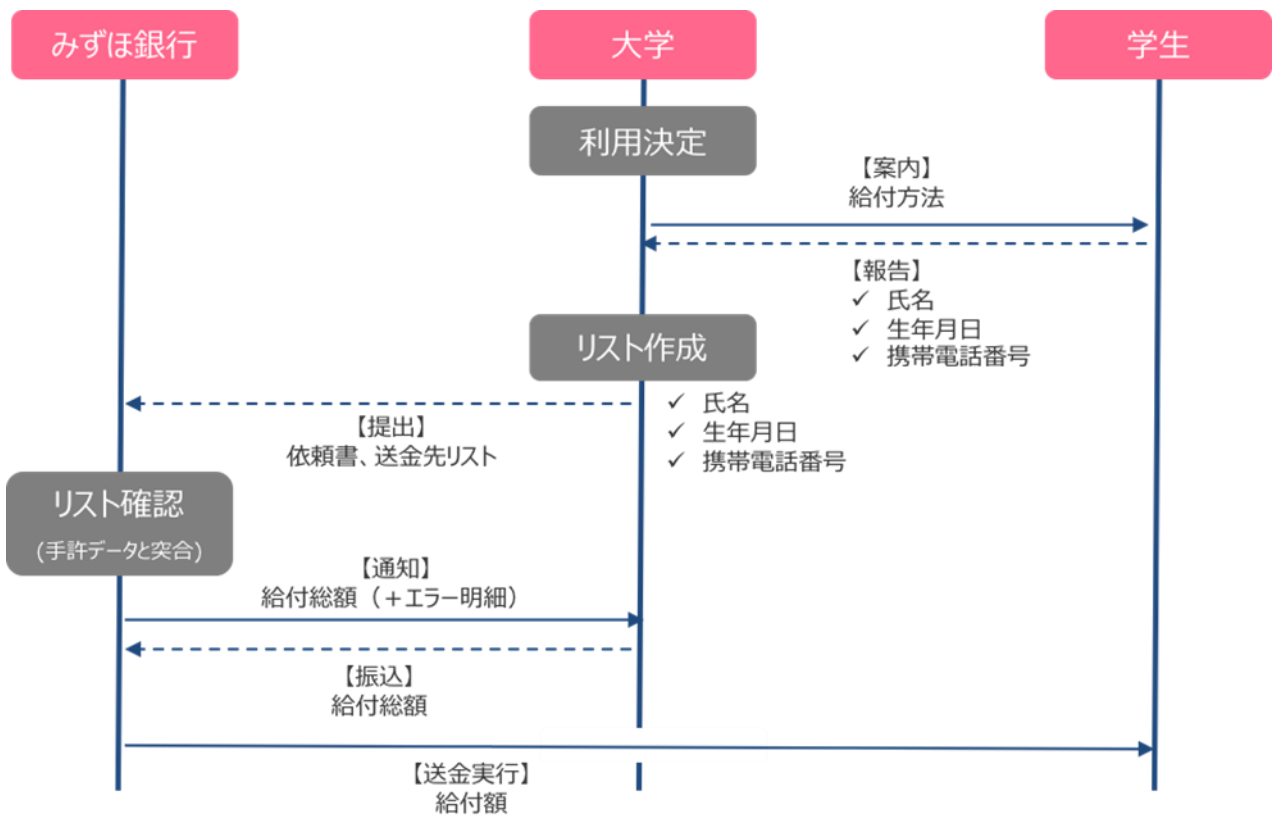 みずほ銀行
大学
学生
利用決定
【案内】
給付方法
【報告】
✓ 氏名
✓ 生年月日
✓ 携帯電話番号
リスト作成
✓ 氏名
✓ 生年月日
✓ 携帯電話番号
【提出】
依頼書、送金先リスト
リスト確認
(手許データと突合)
【通知】
給付総額（＋エラー明細）
【振込】
給付総額
【送金実行】
給付額